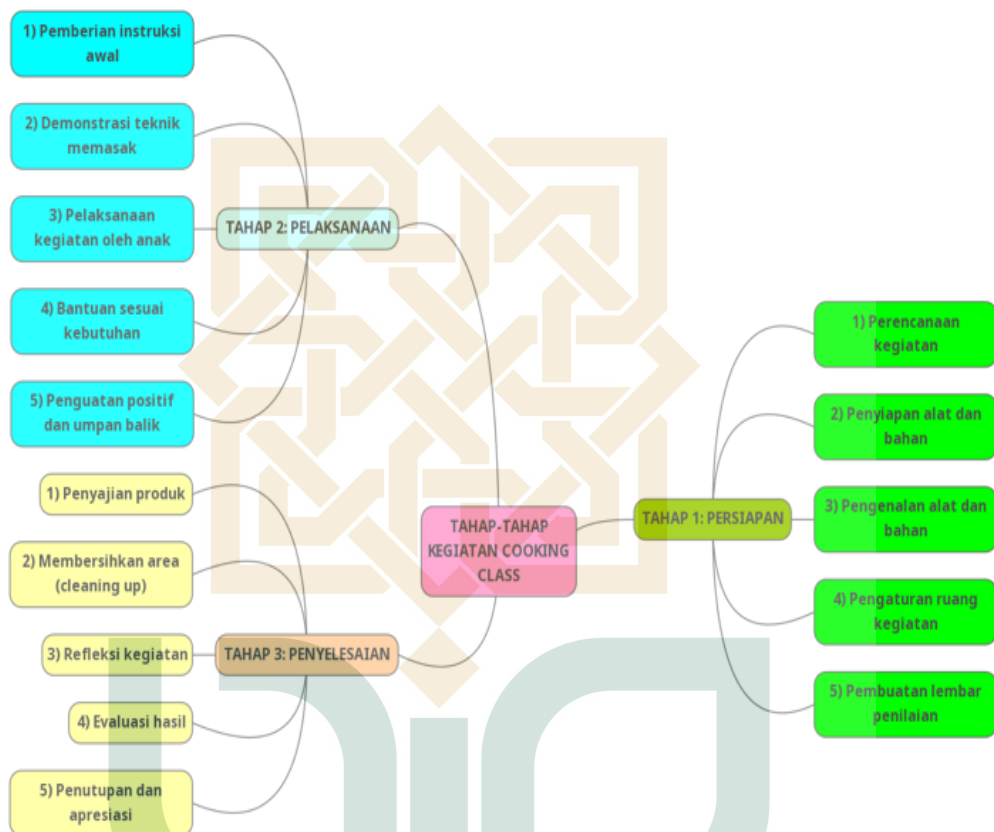 TAHAP-TAHAP
KEGIATAN COOKING
CLASS
TAHAP 1: PERSIAPAN
1) Perencanaan
kegiatan
2) Penyiapan alat dan
bahan
3) Pengenalan alat dan
bahan
4) Pengaturan ruang
kegiatan
5) Pembuatan lembar
penilaian
TAHAP 2: PELAKSANAAN
1) Pemberian instruksi
awal
2) Demonstrasi teknik
memasak
3) Pelaksanaan
kegiatan oleh anak
4) Bantuan sesuai
kebutuhan
5) Penguatan positif
dan umpan balik
TAHAP 3: PENYELESAIAN
1) Penyajian produk
2) Membersihkan area
(cleaning up)
3) Refleksi kegiatan
4) Evaluasi hasil
5) Penutupan dan
apresiasi